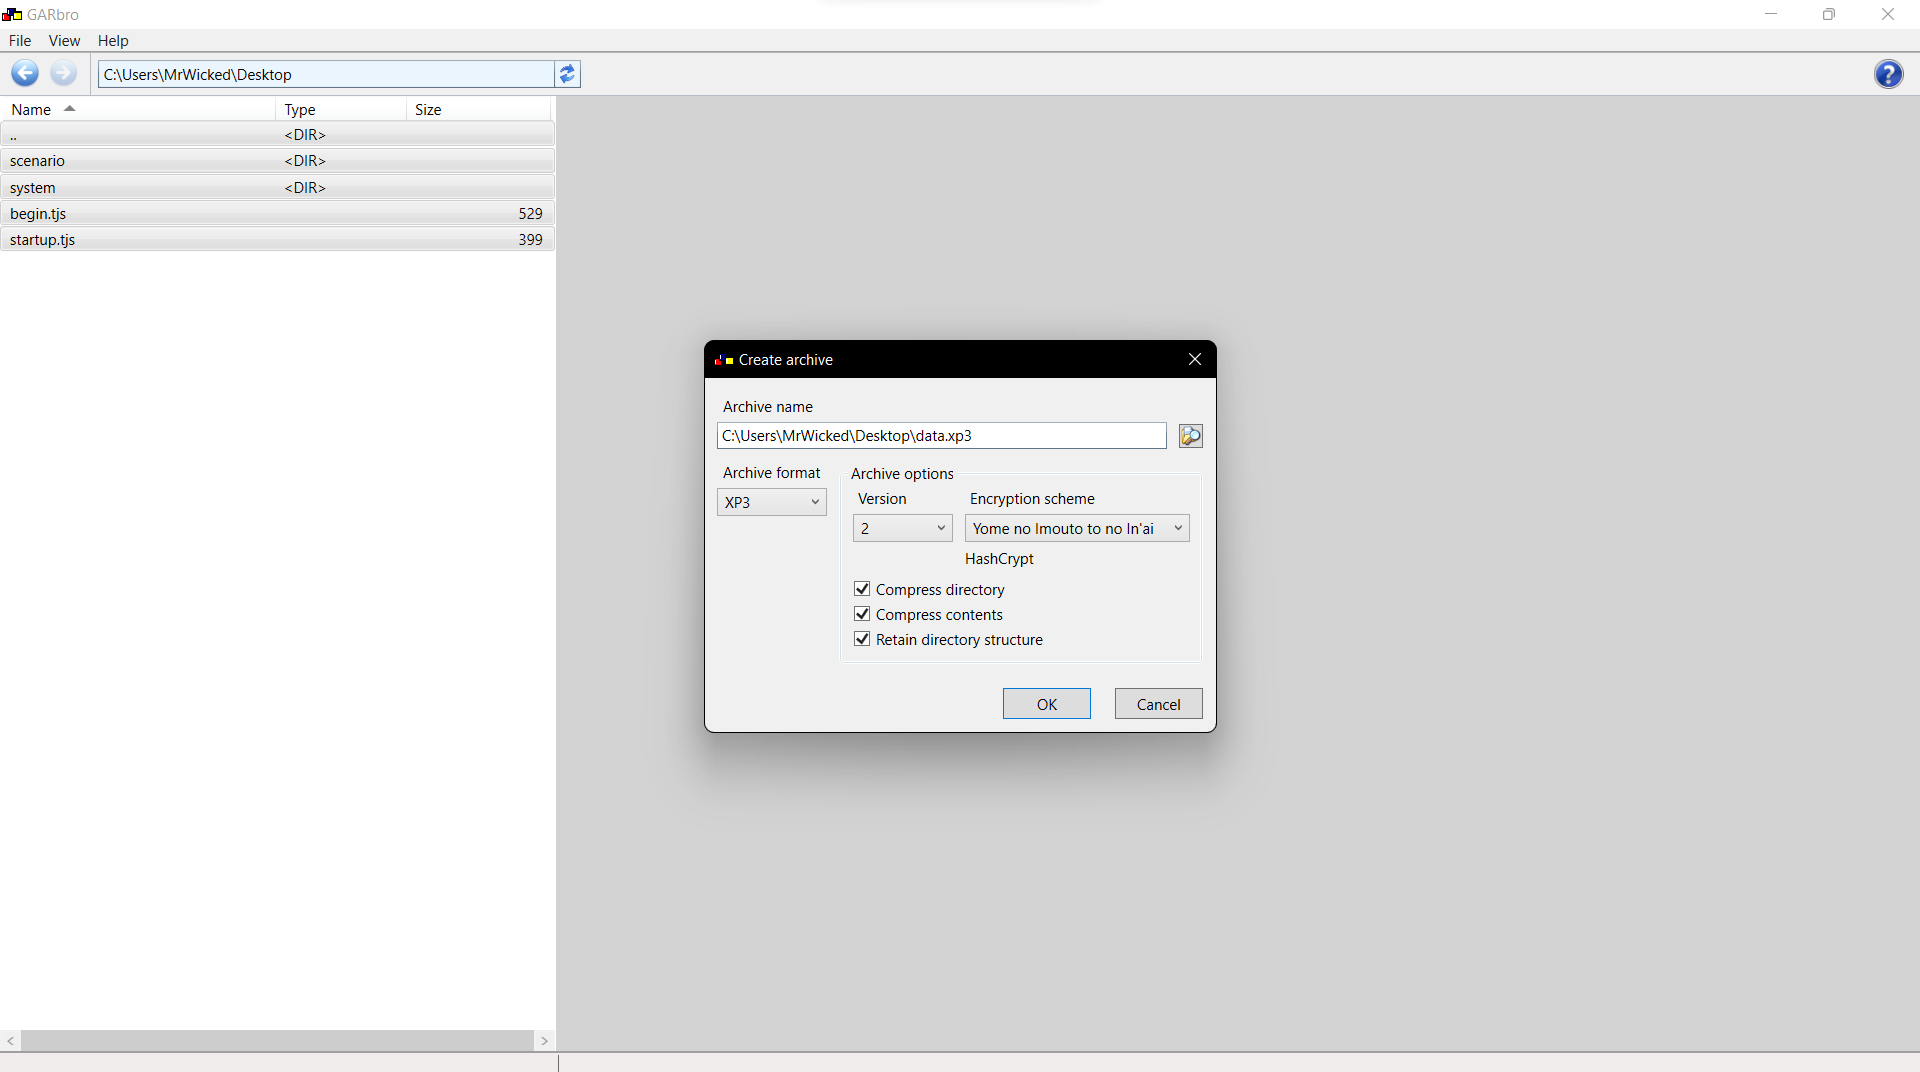 GARbro
File View Help
C:\Users\MrWicked\Desktop
Name Type Size
.. <DIR>
scenario <DIR>
system <DIR>
begin.tjs 529
startup.tjs 399
Create archive
Archive name
C:\Users\MrWicked\Desktop\data.xp3
Archive format
XP3
Archive options
Version Encryption scheme
2 Yome no Imouto to no In'ai
HashCrypt
Compress directory
Compress contents
Retain directory structure
OK Cancel